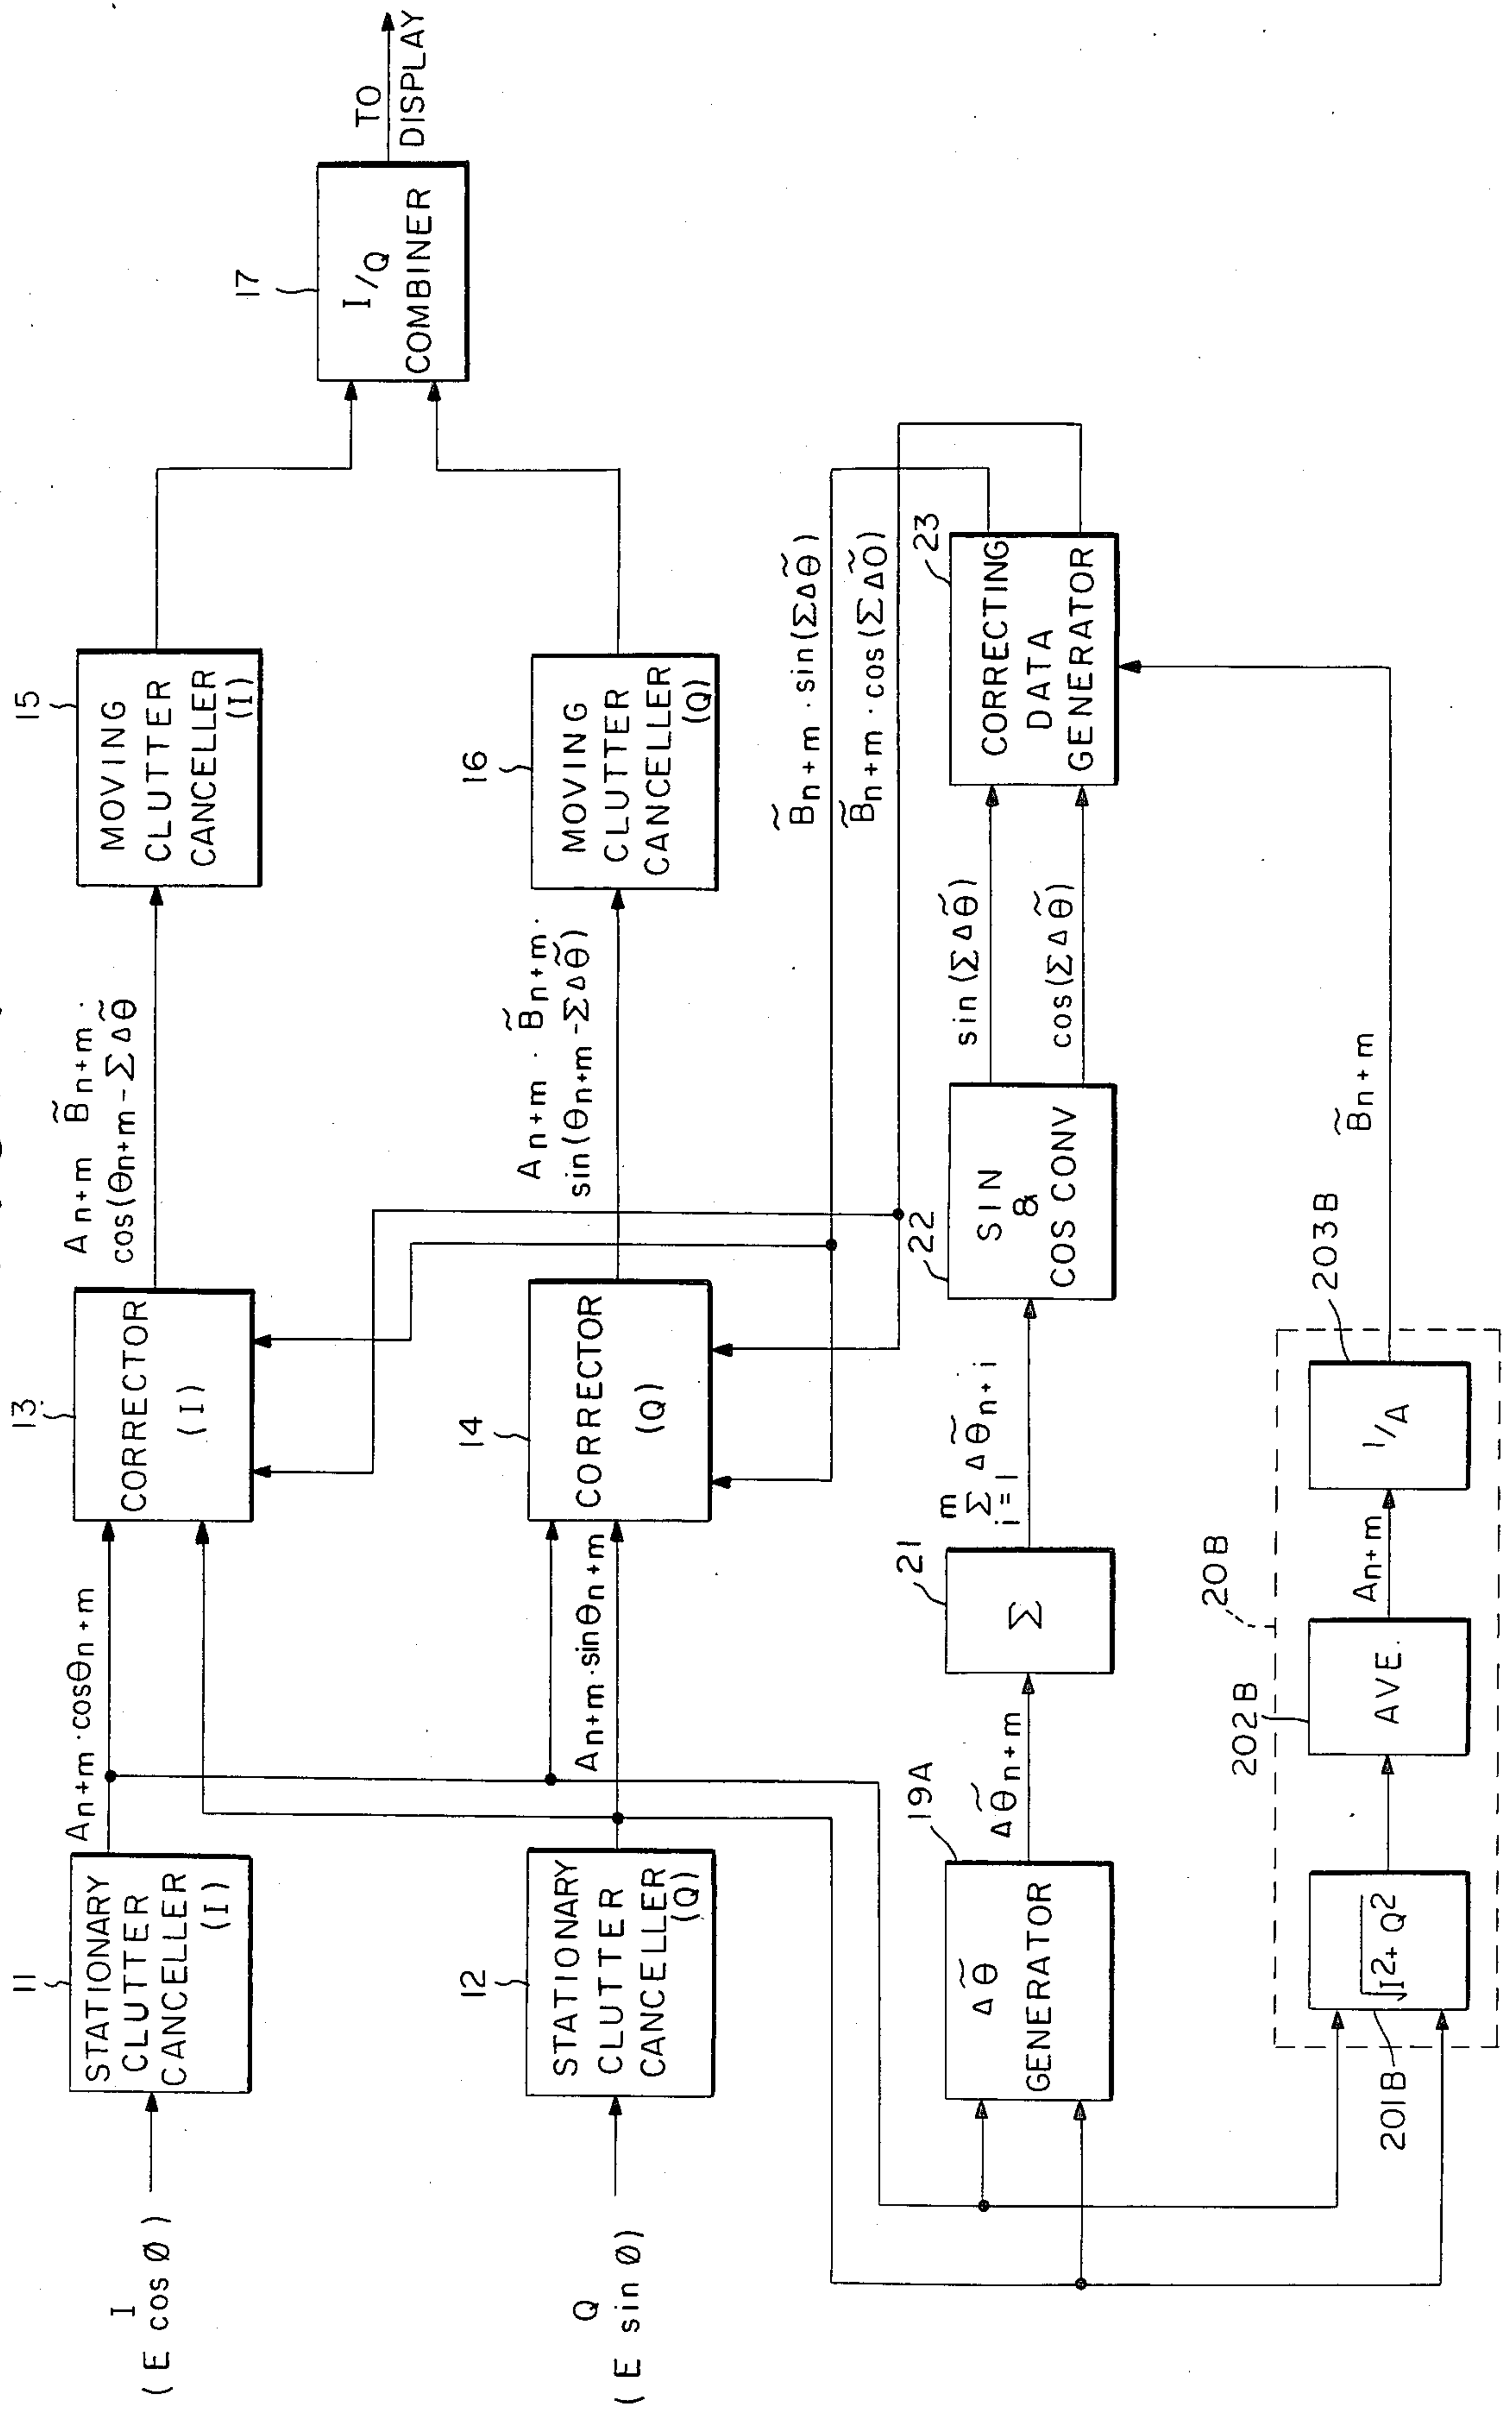 I
(E cos Ø)
11
STATIONARY
CLUTTER
CANCELLER
(I)
An+m·cosθn+m
13
CORRECTOR
(I)
An+m B̃n+m·
cos(θn+m-ΣΔθ̃
15
MOVING
CLUTTER
CANCELLER
(I)
17
I/Q
COMBINER
TO
DISPLAY
Q
(E sin Ø)
12
STATIONARY
CLUTTER
CANCELLER
(Q)
An+m·sinθn+m
14
CORRECTOR
(Q)
An+m · B̃n+m·
sin(θn+m-ΣΔθ̃)
16
MOVING
CLUTTER
CANCELLER
(Q)
B̃n+m · sin(ΣΔθ̃)
B̃n+m · cos(ΣΔÕ)
19A
Δθ̃
GENERATOR
Δθ̃n+m
21
Σ
m
Σ Δθ̃n+i
i=1
22
SIN
&
COS CONV
sin(ΣΔθ̃)
cos(ΣΔθ̃)
23
CORRECTING
DATA
GENERATOR
20B
201B
√I²+Q²
202B
AVE.
An+m
203B
1/A
B̃n+m